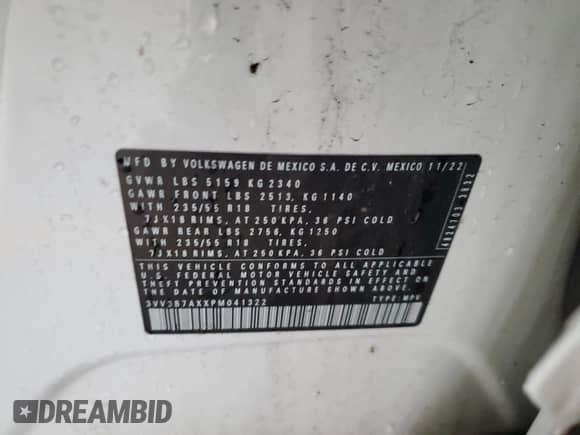 MFD BY VOLKSWAGEN DE MEXICO S.A. DE C.V. MEXICO 11/22
GVWR LBS 5159 KG 2340
GAWR FRONT LBS 2513, KG 1140
WITH 235/55 R18 TIRES.
7JX18 RIMS, AT 250 KPA, 36 PSI COLD
GAWR REAR LBS 2756, KG 1250
WITH 235/55 R18 TIRES.
7JX18 RIMS, AT 250 KPA, 36 PSI COLD
THIS VEHICLE CONFORMS TO ALL APPLICABLE
U.S. FEDERAL MOTOR VEHICLE SAFETY AND
THEFT PREVENTION STANDARDS IN EFFECT ON
THE DATE OF MANUFACTURE SHOWN ABOVE.
3VV3B7AXXPM041322 TYPE: MPV
DREAMBID